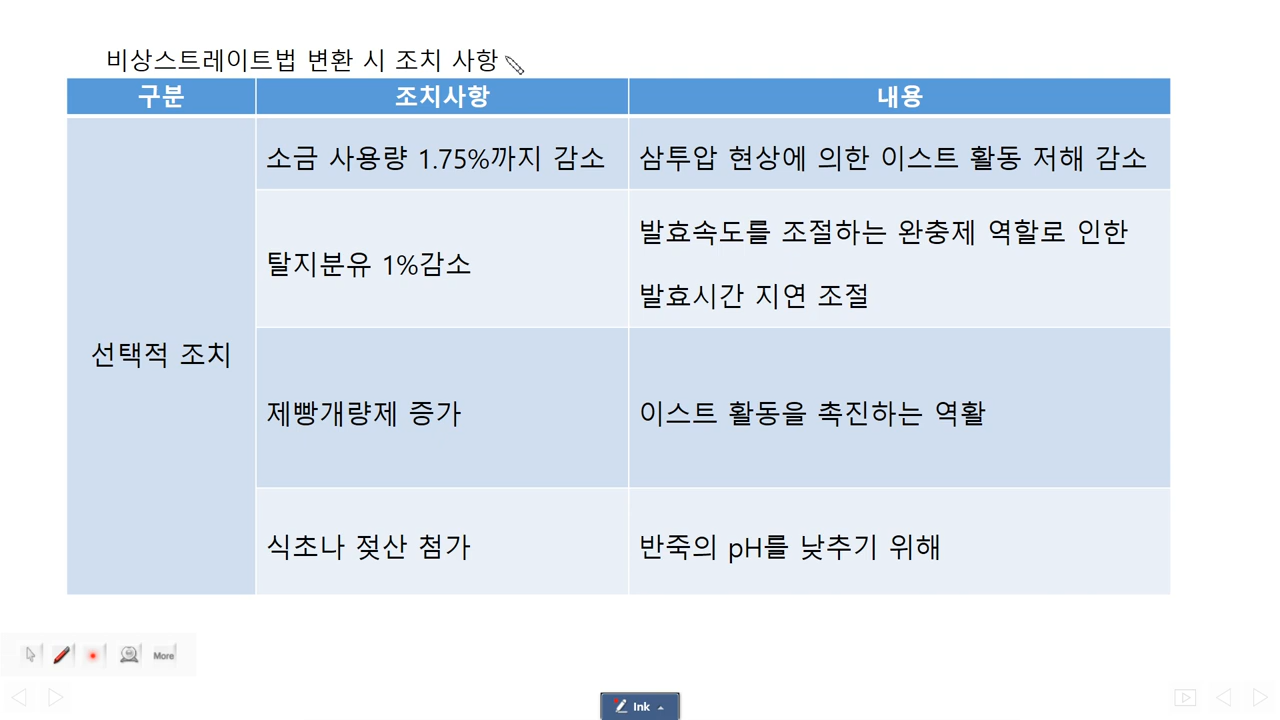 비상스트레이트법 변환 시 조치 사항
구분
조치사항
내용
선택적 조치
소금 사용량 1.75%까지 감소
삼투압 현상에 의한 이스트 활동 저해 감소
탈지분유 1%감소
발효속도를 조절하는 완충제 역할로 인한
발효시간 지연 조절
제빵개량제 증가
이스트 활동을 촉진하는 역활
식초나 젖산 첨가
반죽의 pH를 낮추기 위해
More
Ink